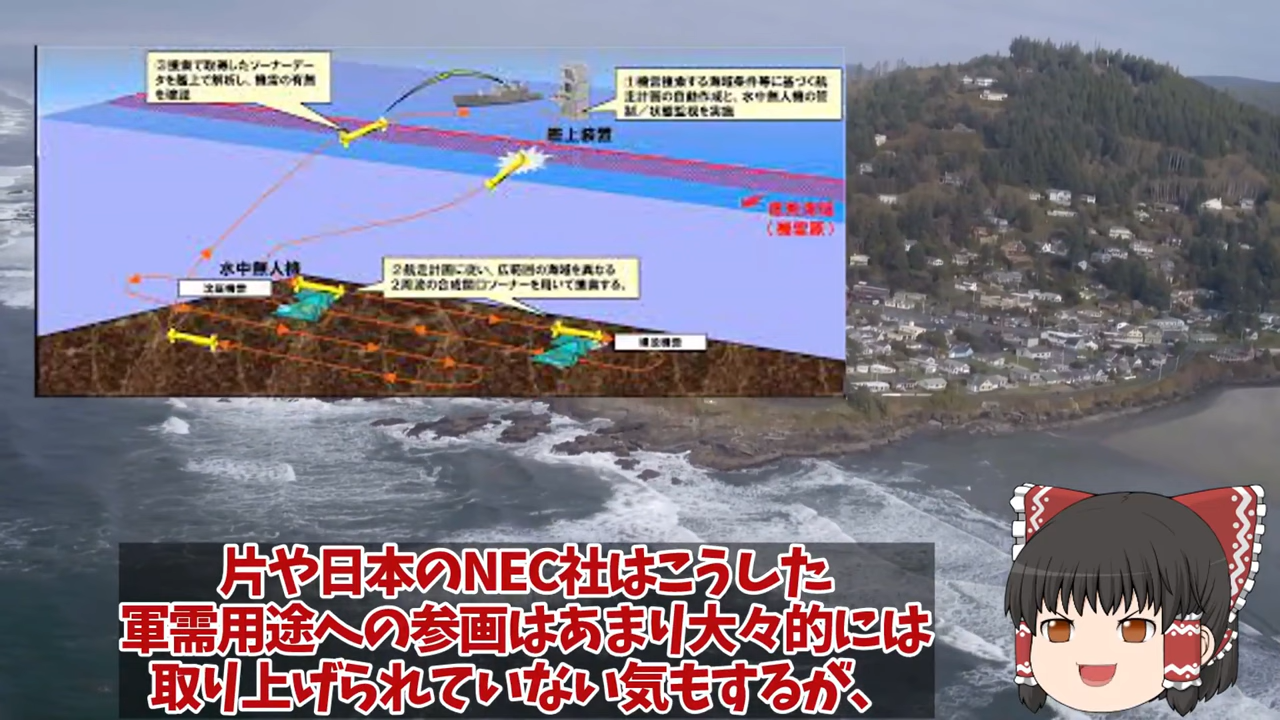 ③捜索で取得したソーナーデー
タを艦上で解析し、機雷の有無
を確認
①機雷捜索する海域条件等に基づく航
走計画の自動作成と、水中無人機の管
制／状態監視を実施
艦上装置
(機雷原)
水中無人機
②航走計画に従い、広範囲の海域を異なる
2周波の合成開口ソーナーを用いて捜索する。
片や日本のNEC社はこうした
軍需用途への参画はあまり大々的には
取り上げられていない気もするが、